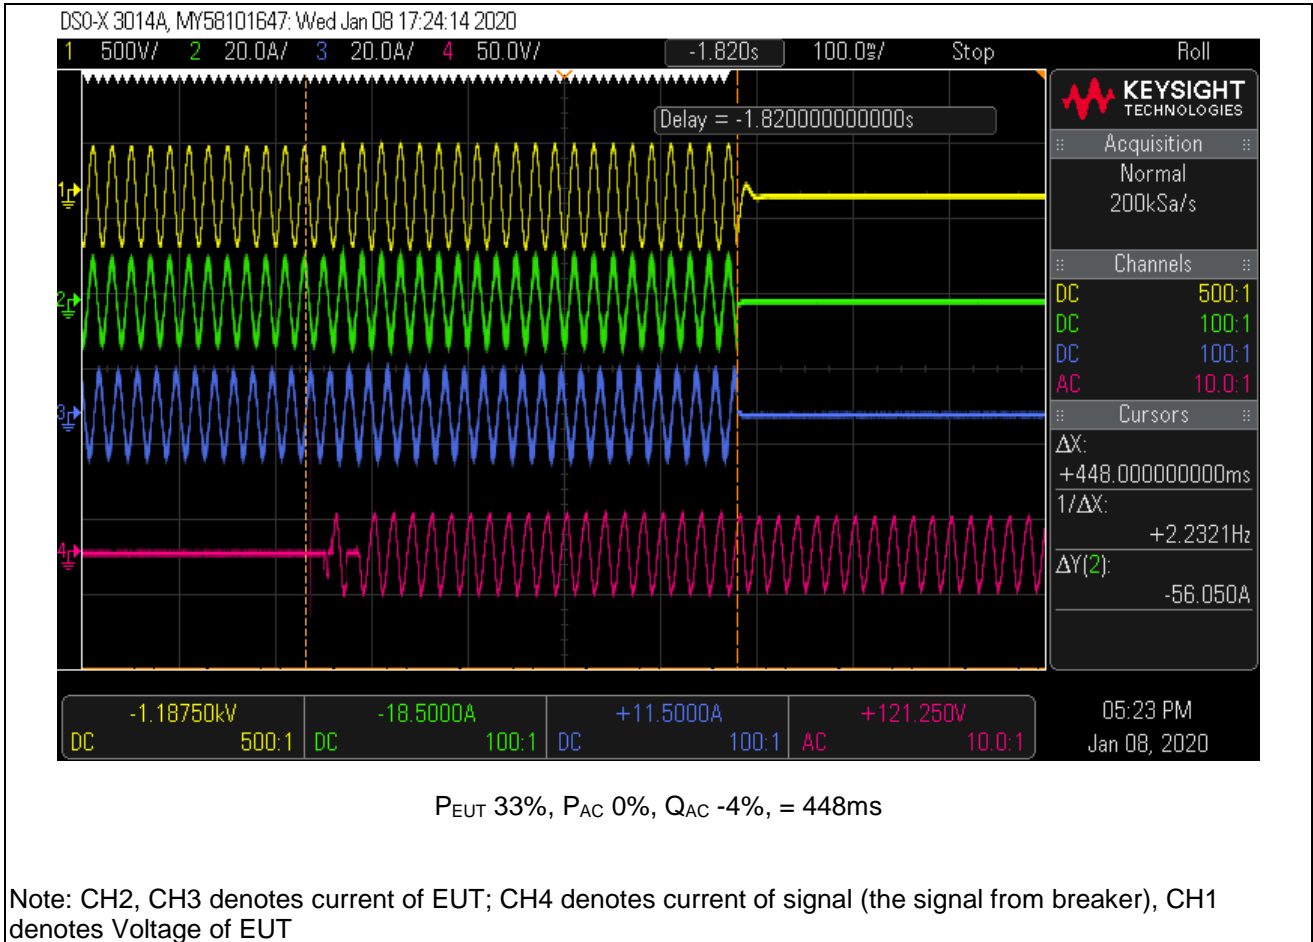 DSO-X 3014A, MY58101647: Wed Jan 08 17:24:14 2020
1 500V/ 2 20.0A/ 3 20.0A/ 4 50.0V/ -1.820s 100.0ms/ Stop Roll
KEYSIGHT
TECHNOLOGIES
Delay = -1.820000000000s
Acquisition
Normal
200kSa/s
Channels
DC 500:1
DC 100:1
DC 100:1
AC 10.0:1
Cursors
ΔX:
+448.000000000ms
1/ΔX:
+2.2321Hz
ΔY(2):
-56.050A
1
2
3
4
-1.18750kV -18.5000A +11.5000A +121.250V
DC 500:1 DC 100:1 DC 100:1 AC 10.0:1
05:23 PM
Jan 08, 2020
PEUT 33%, PAC 0%, QAC -4%, = 448ms
Note: CH2, CH3 denotes current of EUT; CH4 denotes current of signal (the signal from breaker), CH1
denotes Voltage of EUT